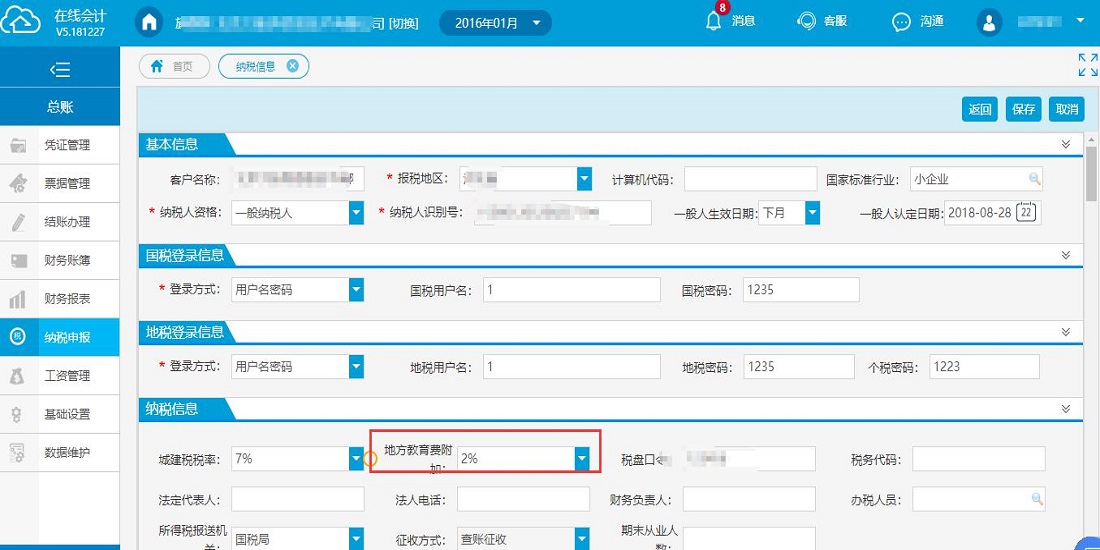 在线会计
V5.181227
司 [切换]
2016年01月
8
消息
客服
沟通
首页
纳税信息
总账
返回
保存
取消
凭证管理
票据管理
结账办理
财务账簿
财务报表
税
纳税申报
工资管理
基础设置
数据维护
基本信息
客户名称:
* 报税地区:
计算机代码:
国家标准行业: 小企业
* 纳税人资格: 一般纳税人
* 纳税人识别号:
一般人生效日期: 下月
一般人认定日期: 2018-08-28 22
国税登录信息
* 登录方式: 用户名密码
国税用户名: 1
国税密码: 1235
地税登录信息
* 登录方式: 用户名密码
地税用户名: 1
地税密码: 1235
个税密码: 1223
纳税信息
城建税税率: 7%
地方教育费附
加: 2%
税盘口
税务代码:
法定代表人:
法人电话:
财务负责人:
办税人员:
所得税报送机
关: 国税局
征收方式: 查账征收
期末从业人
数: